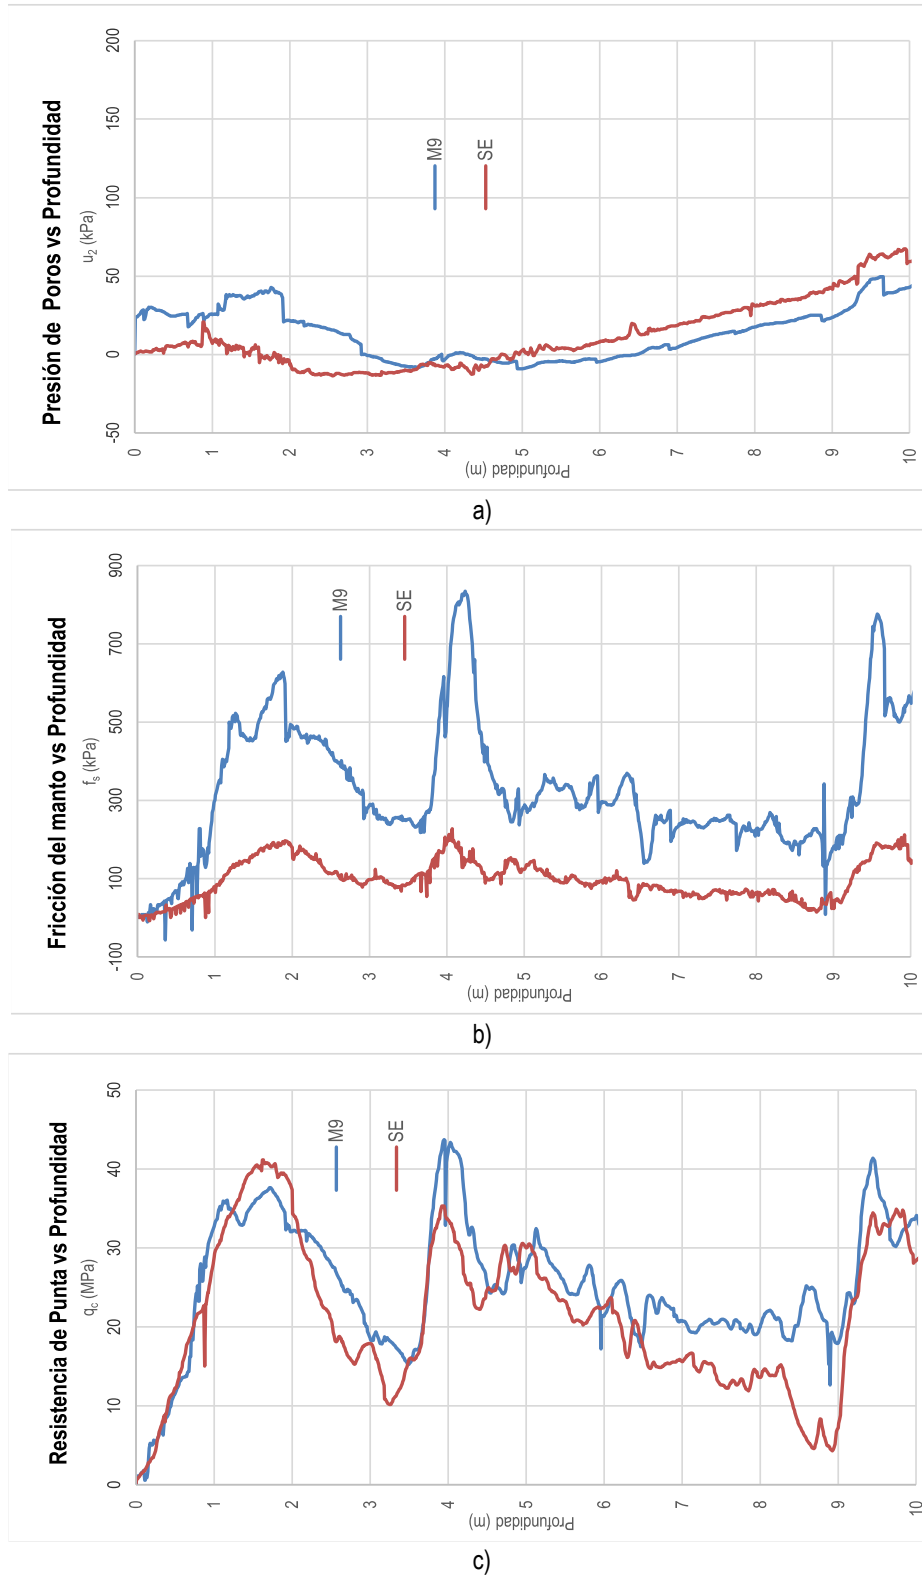 Presión de Poros vs Profundidad
u2 (kPa)
200
150
100
50
0
-50
M9
SE
0
1
2
3
4
5
6
7
8
9
10
Profundidad (m)
a)
Fricción del manto vs Profundidad
fs (kPa)
900
700
500
300
100
-100
M9
SE
0
1
2
3
4
5
6
7
8
9
10
Profundidad (m)
b)
Resistencia de Punta vs Profundidad
qc (MPa)
50
40
30
20
10
0
M9
SE
0
1
2
3
4
5
6
7
8
9
10
Profundidad (m)
c)